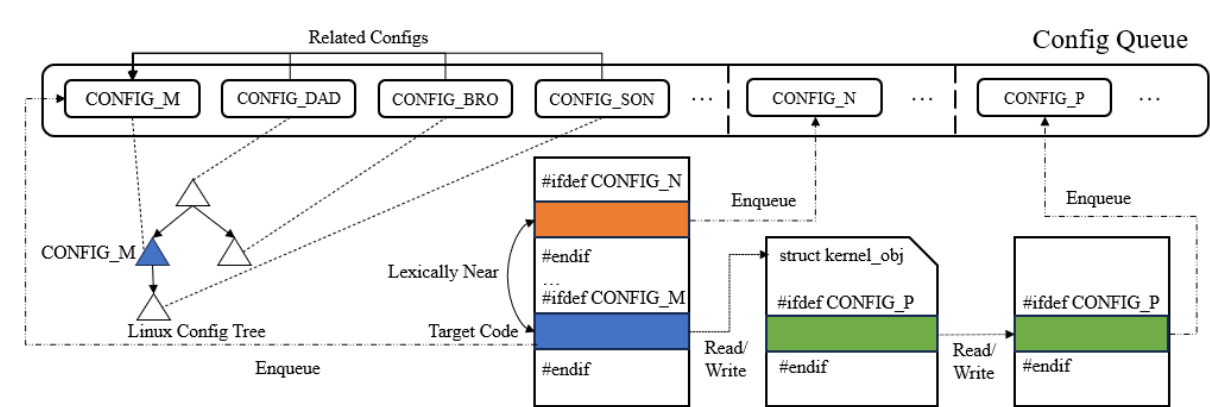 Related Configs
Config Queue
CONFIG_M
CONFIG_DAD
CONFIG_BRO
CONFIG_SON
...
CONFIG_N
...
CONFIG_P
...
#ifdef CONFIG_N
Enqueue
Enqueue
CONFIG_M
#endif
struct kernel_obj
Lexically Near
...
#ifdef CONFIG_M
#ifdef CONFIG_P
#ifdef CONFIG_P
Linux Config Tree
Target Code
Read/
Write
Read/
Write
Enqueue
#endif
#endif
#endif